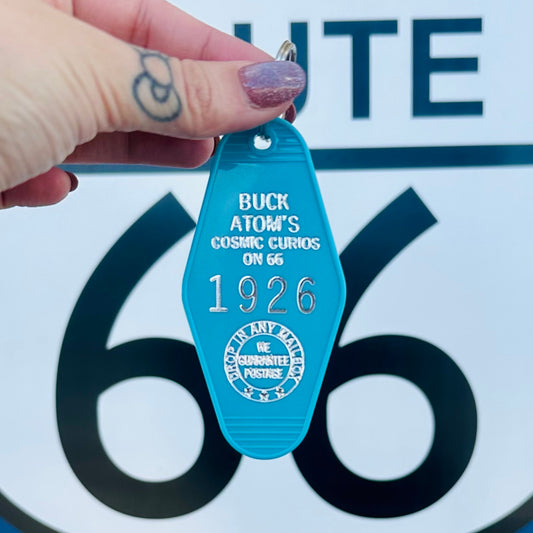 UTE
66
BUCK
ATOM'S
COSMIC CURIOS
ON 66
1926
DROP IN ANY MAILBOX
WE
GUARANTEE
POSTAGE